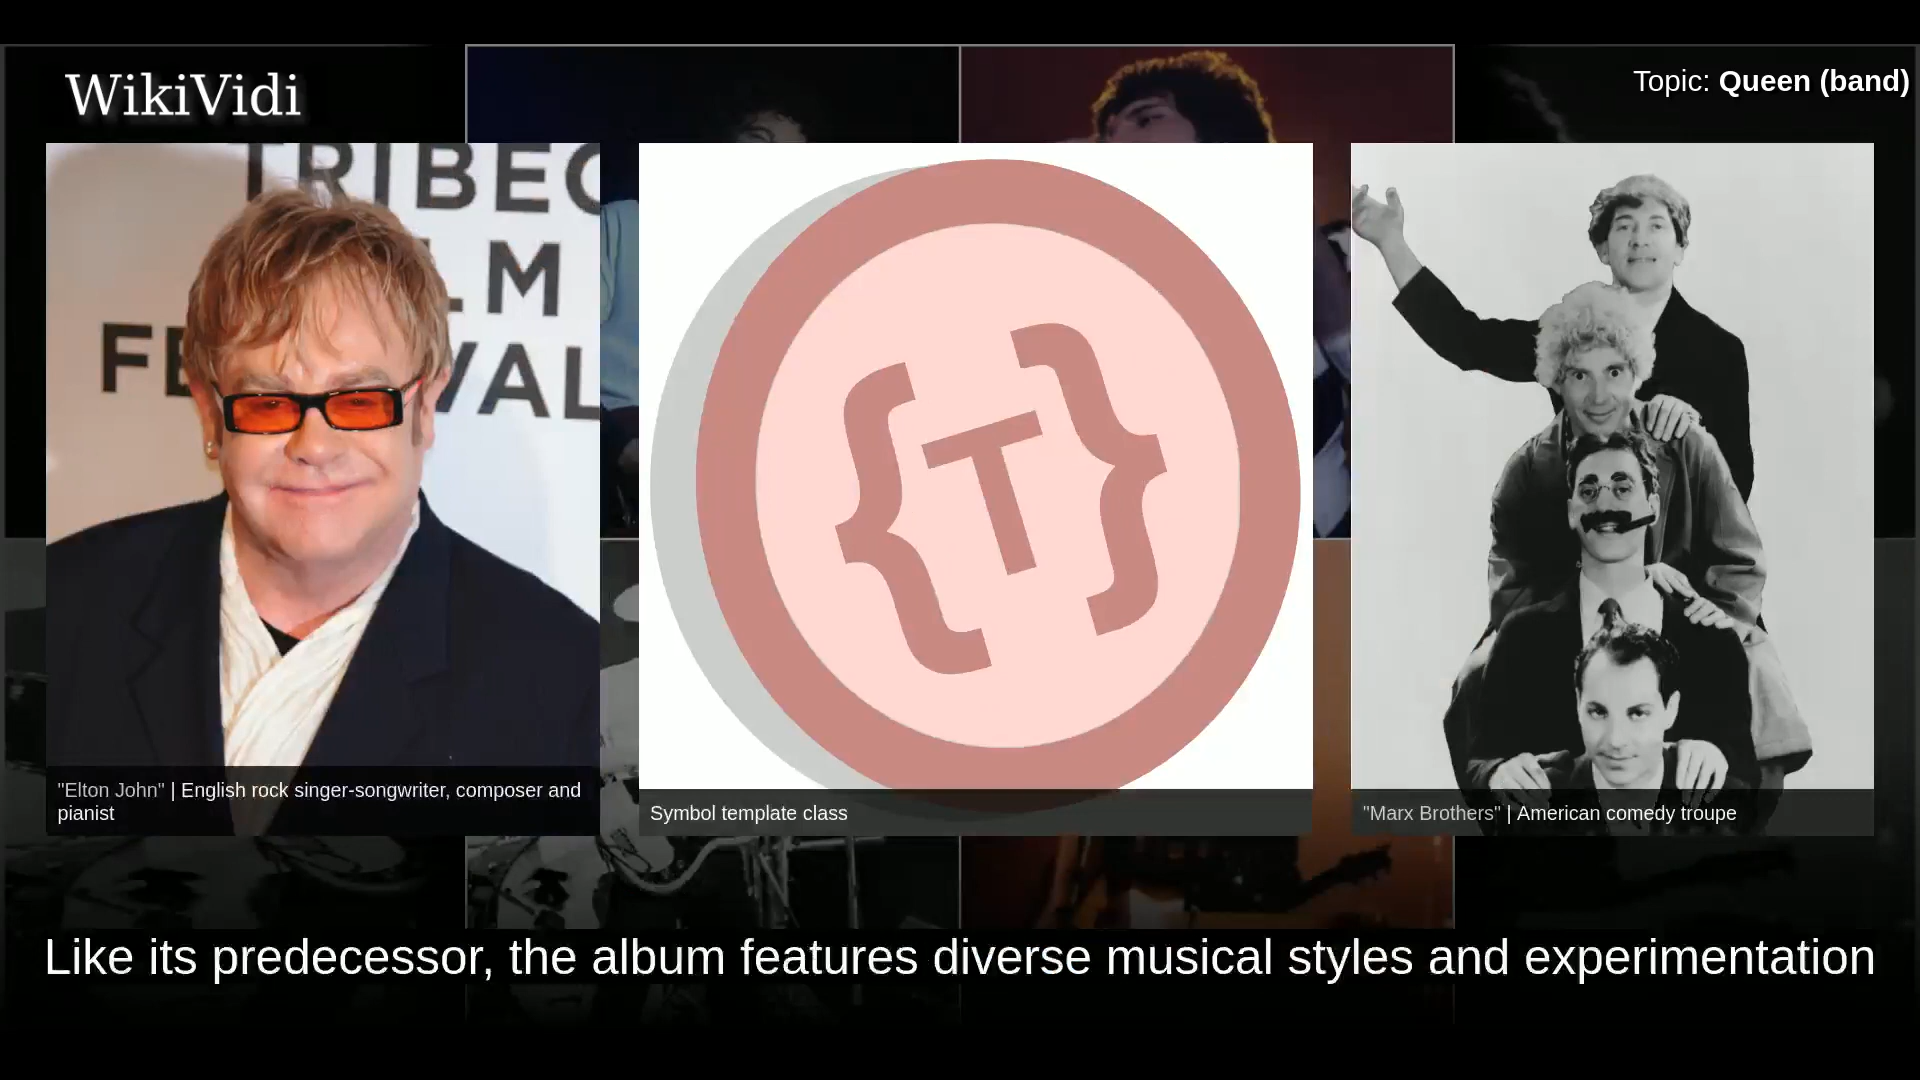 WikiVidi
Topic: Queen (band)
TRIBEC
LM
FE VAL
{T}
"Elton John" | English rock singer-songwriter, composer and
pianist
Symbol template class
"Marx Brothers" | American comedy troupe
Like its predecessor, the album features diverse musical styles and experimentation